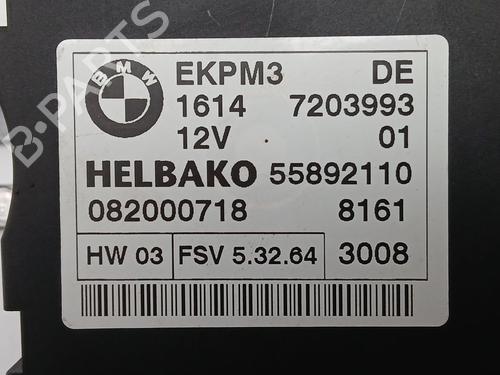 BMW
EKPM3 DE
1614 7203993
12V 01
HELBAKO 55892110
082000718 8161
HW 03 FSV 5.32.64 3008
B-PARTS